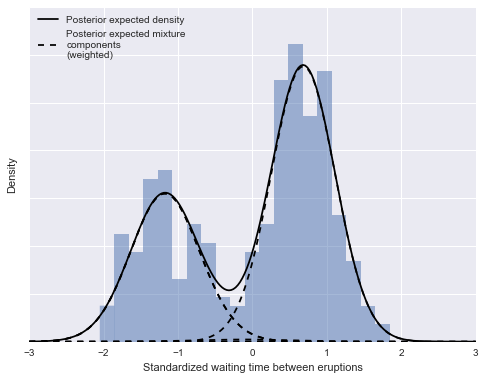 Posterior expected density
Posterior expected mixture
components
(weighted)
Density
−3
−2
−1
0
1
2
3
Standardized waiting time between eruptions